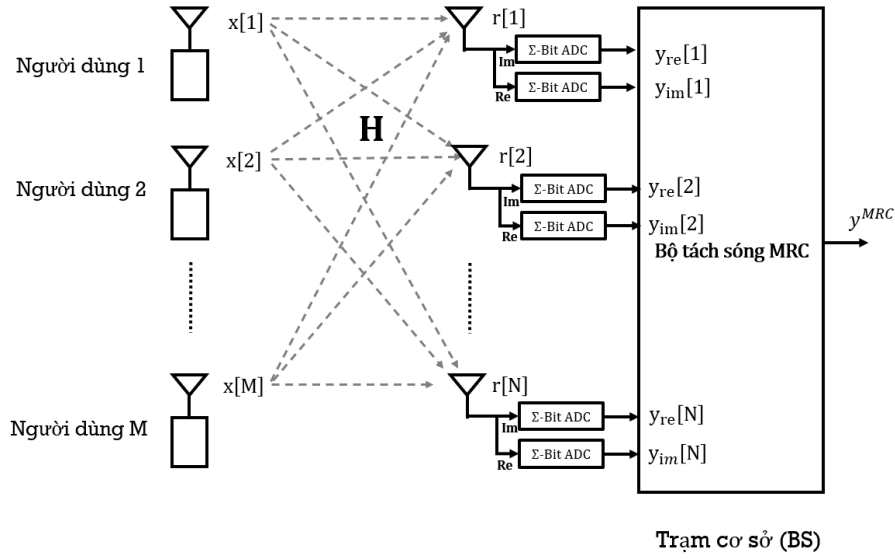 x[1]
r[1]
Người dùng 1
Im
Σ-Bit ADC
y_re[1]
Re
Σ-Bit ADC
y_im[1]
H
x[2]
r[2]
Người dùng 2
Im
Σ-Bit ADC
y_re[2]
Re
Σ-Bit ADC
y_im[2]
y^MRC
Bộ tách sóng MRC
x[M]
r[N]
Người dùng M
Im
Σ-Bit ADC
y_re[N]
Re
Σ-Bit ADC
y_im[N]
Trạm cơ sở (BS)